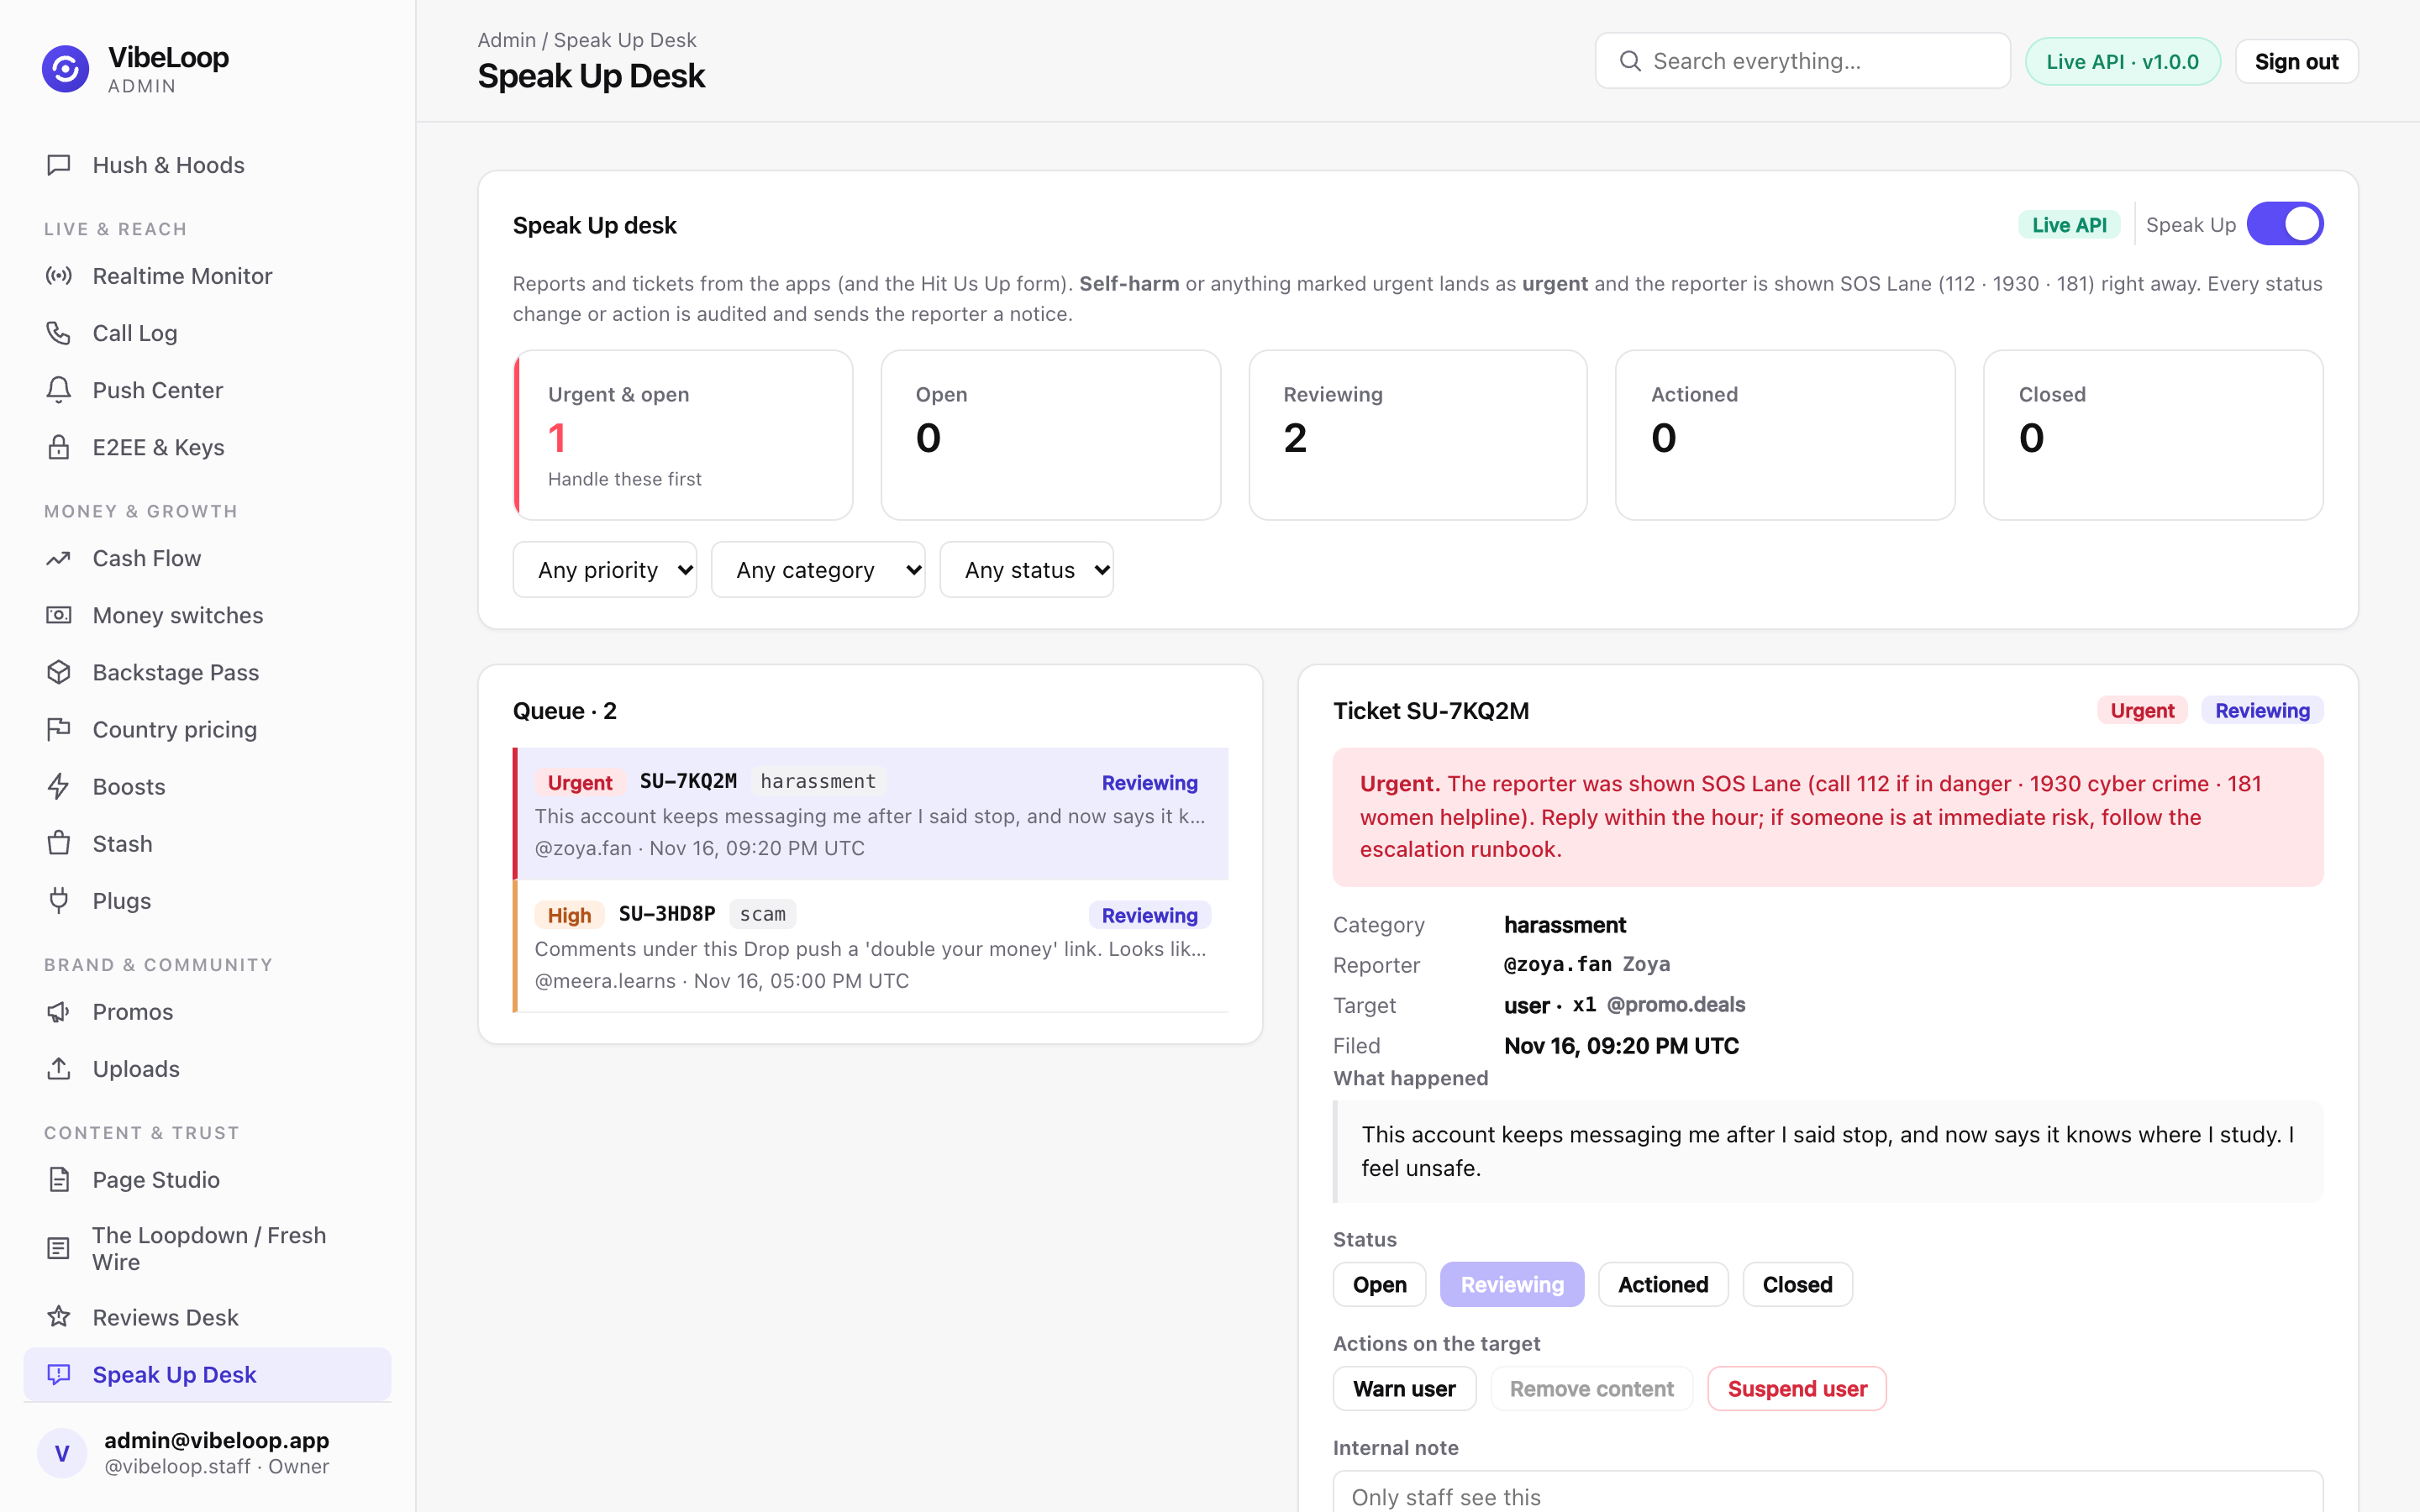 VibeLoop
ADMIN
Hush & Hoods
LIVE & REACH
Realtime Monitor
Call Log
Push Center
E2EE & Keys
MONEY & GROWTH
Cash Flow
Money switches
Backstage Pass
Country pricing
Boosts
Stash
Plugs
BRAND & COMMUNITY
Promos
Uploads
CONTENT & TRUST
Page Studio
The Loopdown / Fresh
Wire
Reviews Desk
Speak Up Desk
V
admin@vibeloop.app
@vibeloop.staff · Owner
Admin / Speak Up Desk
Speak Up Desk
Search everything...
Live API · v1.0.0
Sign out
Speak Up desk
Live API
Speak Up
Reports and tickets from the apps (and the Hit Us Up form). Self-harm or anything marked urgent lands as urgent and the reporter is shown SOS Lane (112 · 1930 · 181) right away. Every status
change or action is audited and sends the reporter a notice.
Urgent & open
1
Handle these first
Open
0
Reviewing
2
Actioned
0
Closed
0
Any priority
Any category
Any status
Queue · 2
Urgent SU-7KQ2M harassment Reviewing
This account keeps messaging me after I said stop, and now says it k...
@zoya.fan · Nov 16, 09:20 PM UTC
High SU-3HD8P scam Reviewing
Comments under this Drop push a 'double your money' link. Looks lik...
@meera.learns · Nov 16, 05:00 PM UTC
Ticket SU-7KQ2M
Urgent
Reviewing
Urgent. The reporter was shown SOS Lane (call 112 if in danger · 1930 cyber crime · 181
women helpline). Reply within the hour; if someone is at immediate risk, follow the
escalation runbook.
Category harassment
Reporter @zoya.fan Zoya
Target user · x1 @promo.deals
Filed Nov 16, 09:20 PM UTC
What happened
This account keeps messaging me after I said stop, and now says it knows where I study. I
feel unsafe.
Status
Open Reviewing Actioned Closed
Actions on the target
Warn user Remove content Suspend user
Internal note
Only staff see this